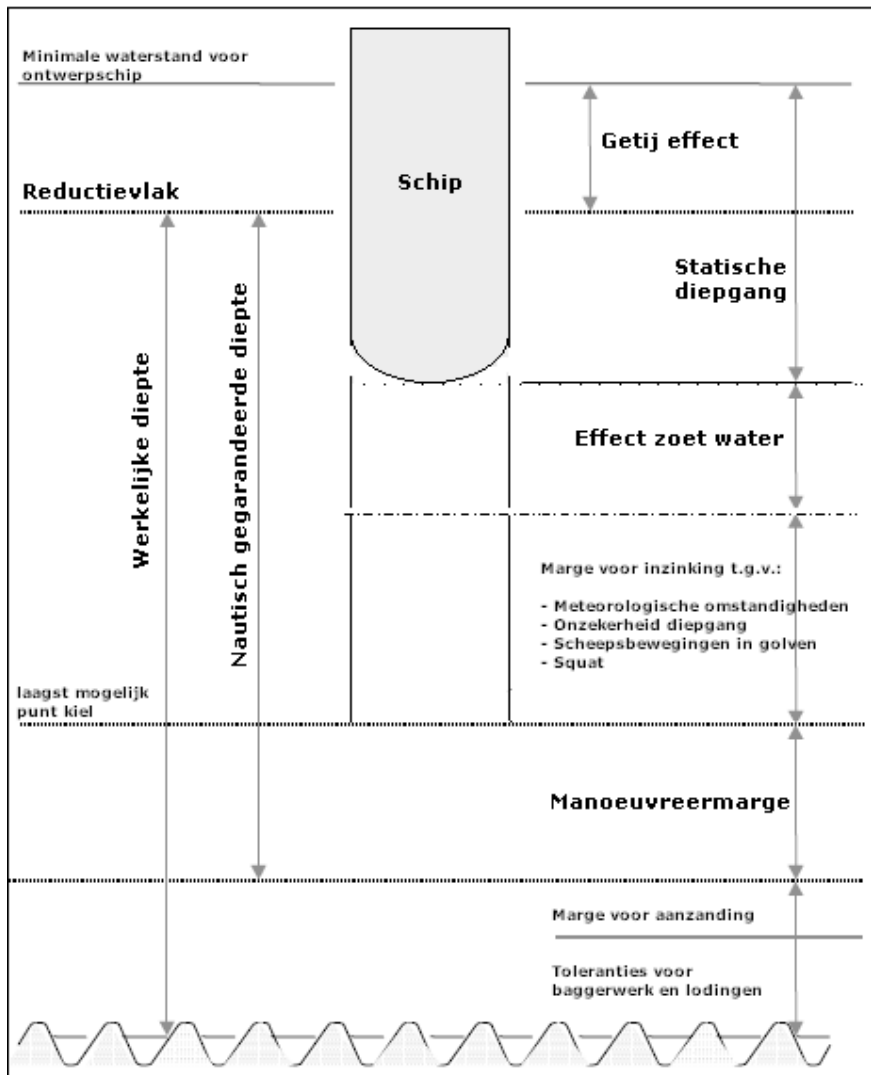 Minimale waterstand voor
ontwerpschip
Getij effect
Schip
Reductievlak
Statische
diepgang
Werkelijke diepte
Nautisch gegarandeerde diepte
Effect zoet water
Marge voor inzinking t.g.v.:
- Meteorologische omstandigheden
- Onzekerheid diepgang
- Scheepsbewegingen in golven
- Squat
laagst mogelijk
punt kiel
Manoeuvreermarge
Marge voor aanzanding
Toleranties voor
baggerwerk en lodingen